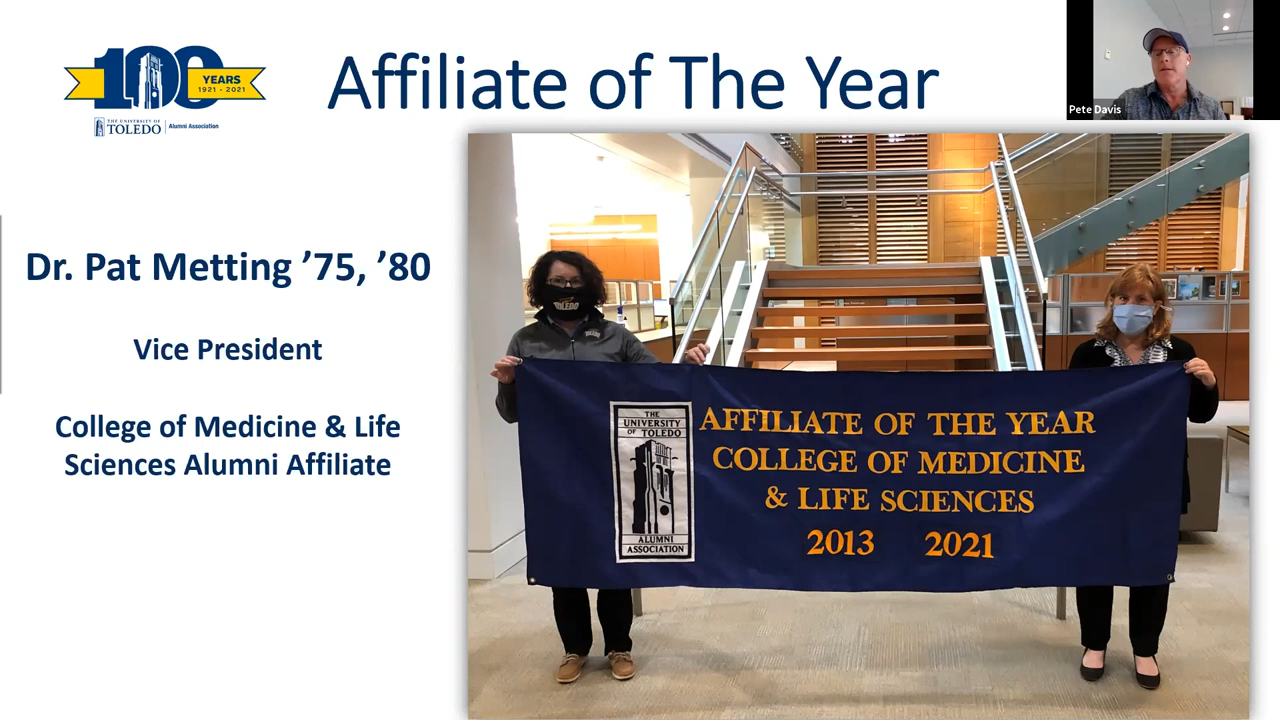 100
YEARS
1921 - 2021
THE UNIVERSITY OF
TOLEDO
Alumni Association
Affiliate of The Year
Pete Davis
Dr. Pat Metting ’75, ’80
Vice President
College of Medicine & Life
Sciences Alumni Affiliate
TOLEDO
TOLEDO
THE
UNIVERSITY
OF TOLEDO
ALUMNI
ASSOCIATION
AFFILIATE OF THE YEAR
COLLEGE OF MEDICINE
& LIFE SCIENCES
2013 2021